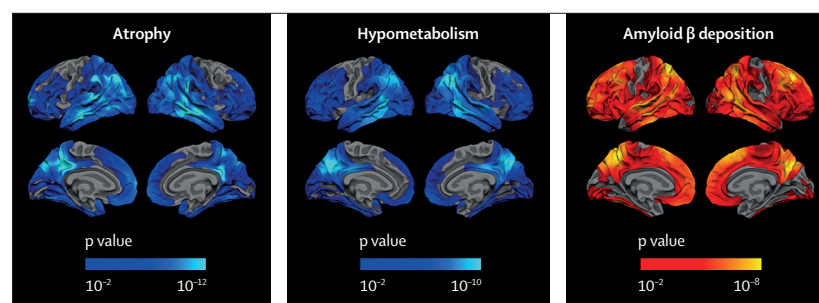 Atrophy
Hypometabolism
Amyloid β deposition
p value
10⁻² 10⁻¹²
p value
10⁻² 10⁻¹⁰
p value
10⁻² 10⁻⁸